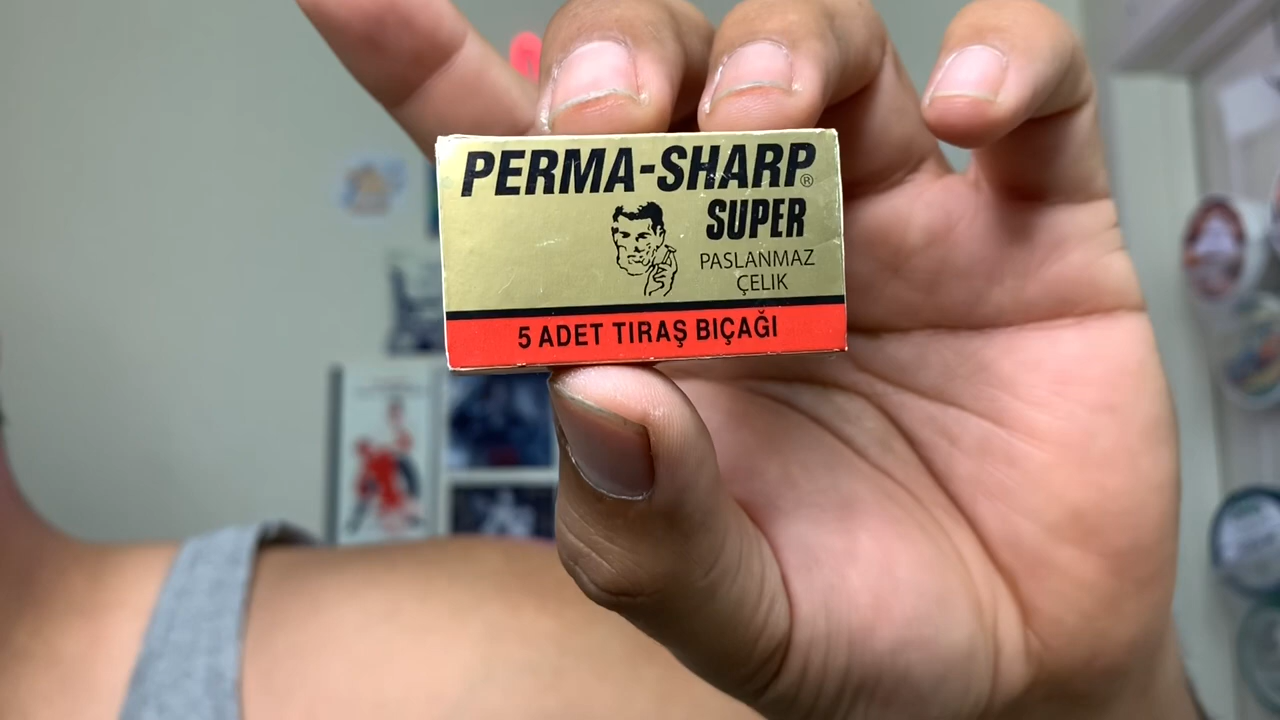 PERMA-SHARP®
SUPER
PASLANMAZ
ÇELIK
5 ADET TIRAŞ BIÇAĞI